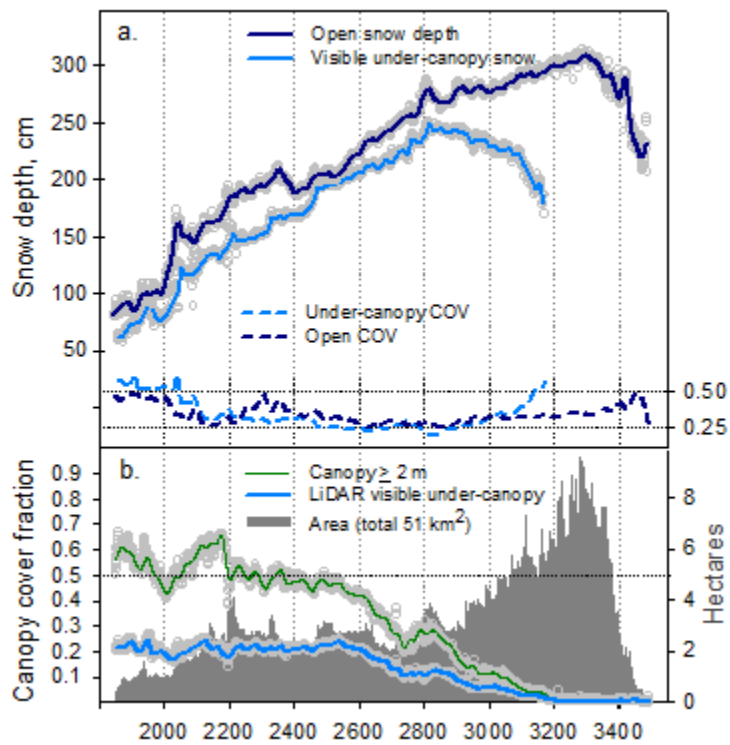 a.
Open snow depth
Visible under-canopy snow
300
250
200
150
100
50
Snow depth, cm
Under-canopy COV
Open COV
0.50
0.25
b.
Canopy ≥ 2 m
LiDAR visible under-canopy
Area (total 51 km²)
0.9
0.8
0.7
0.6
0.5
0.4
0.3
0.2
0.1
Canopy cover fraction
8
6
4
2
0
Hectares
2000 2200 2400 2600 2800 3000 3200 3400